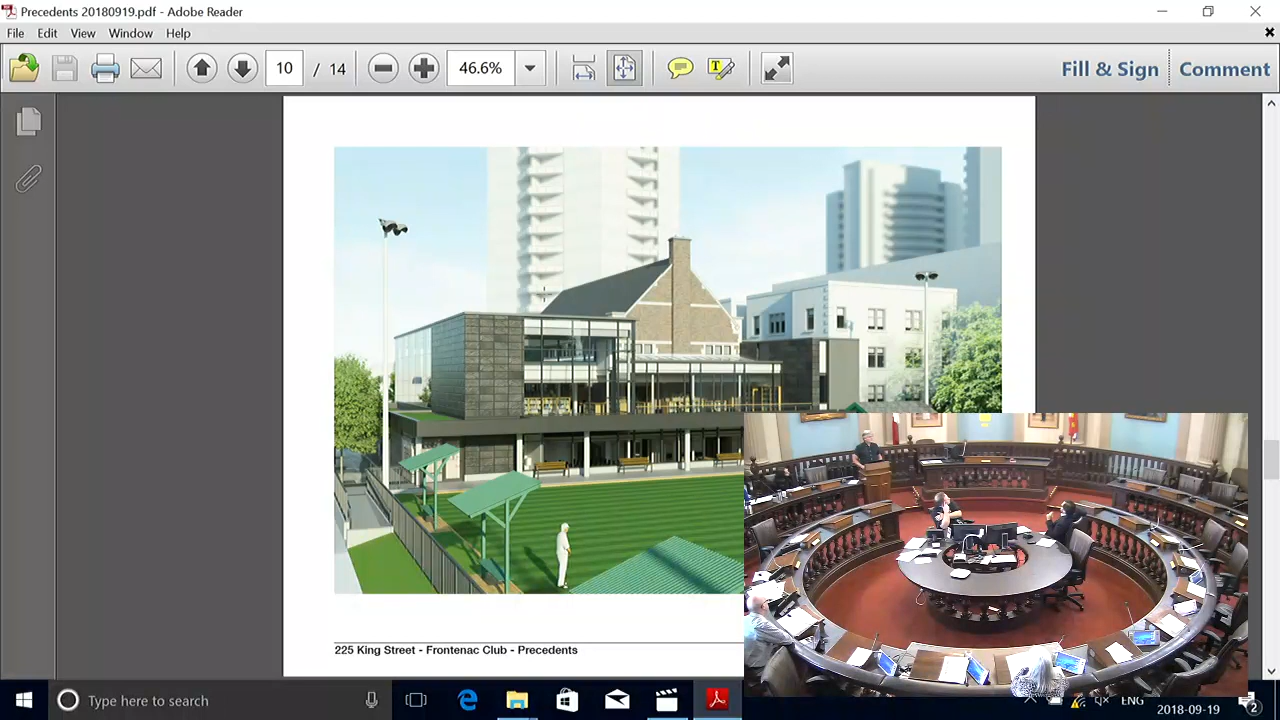 Precedents 20180919.pdf - Adobe Reader
File Edit View Window Help
10 / 14 46.6% Fill & Sign Comment
225 King Street - Frontenac Club - Precedents
Type here to search
ENG
2018-09-19
2